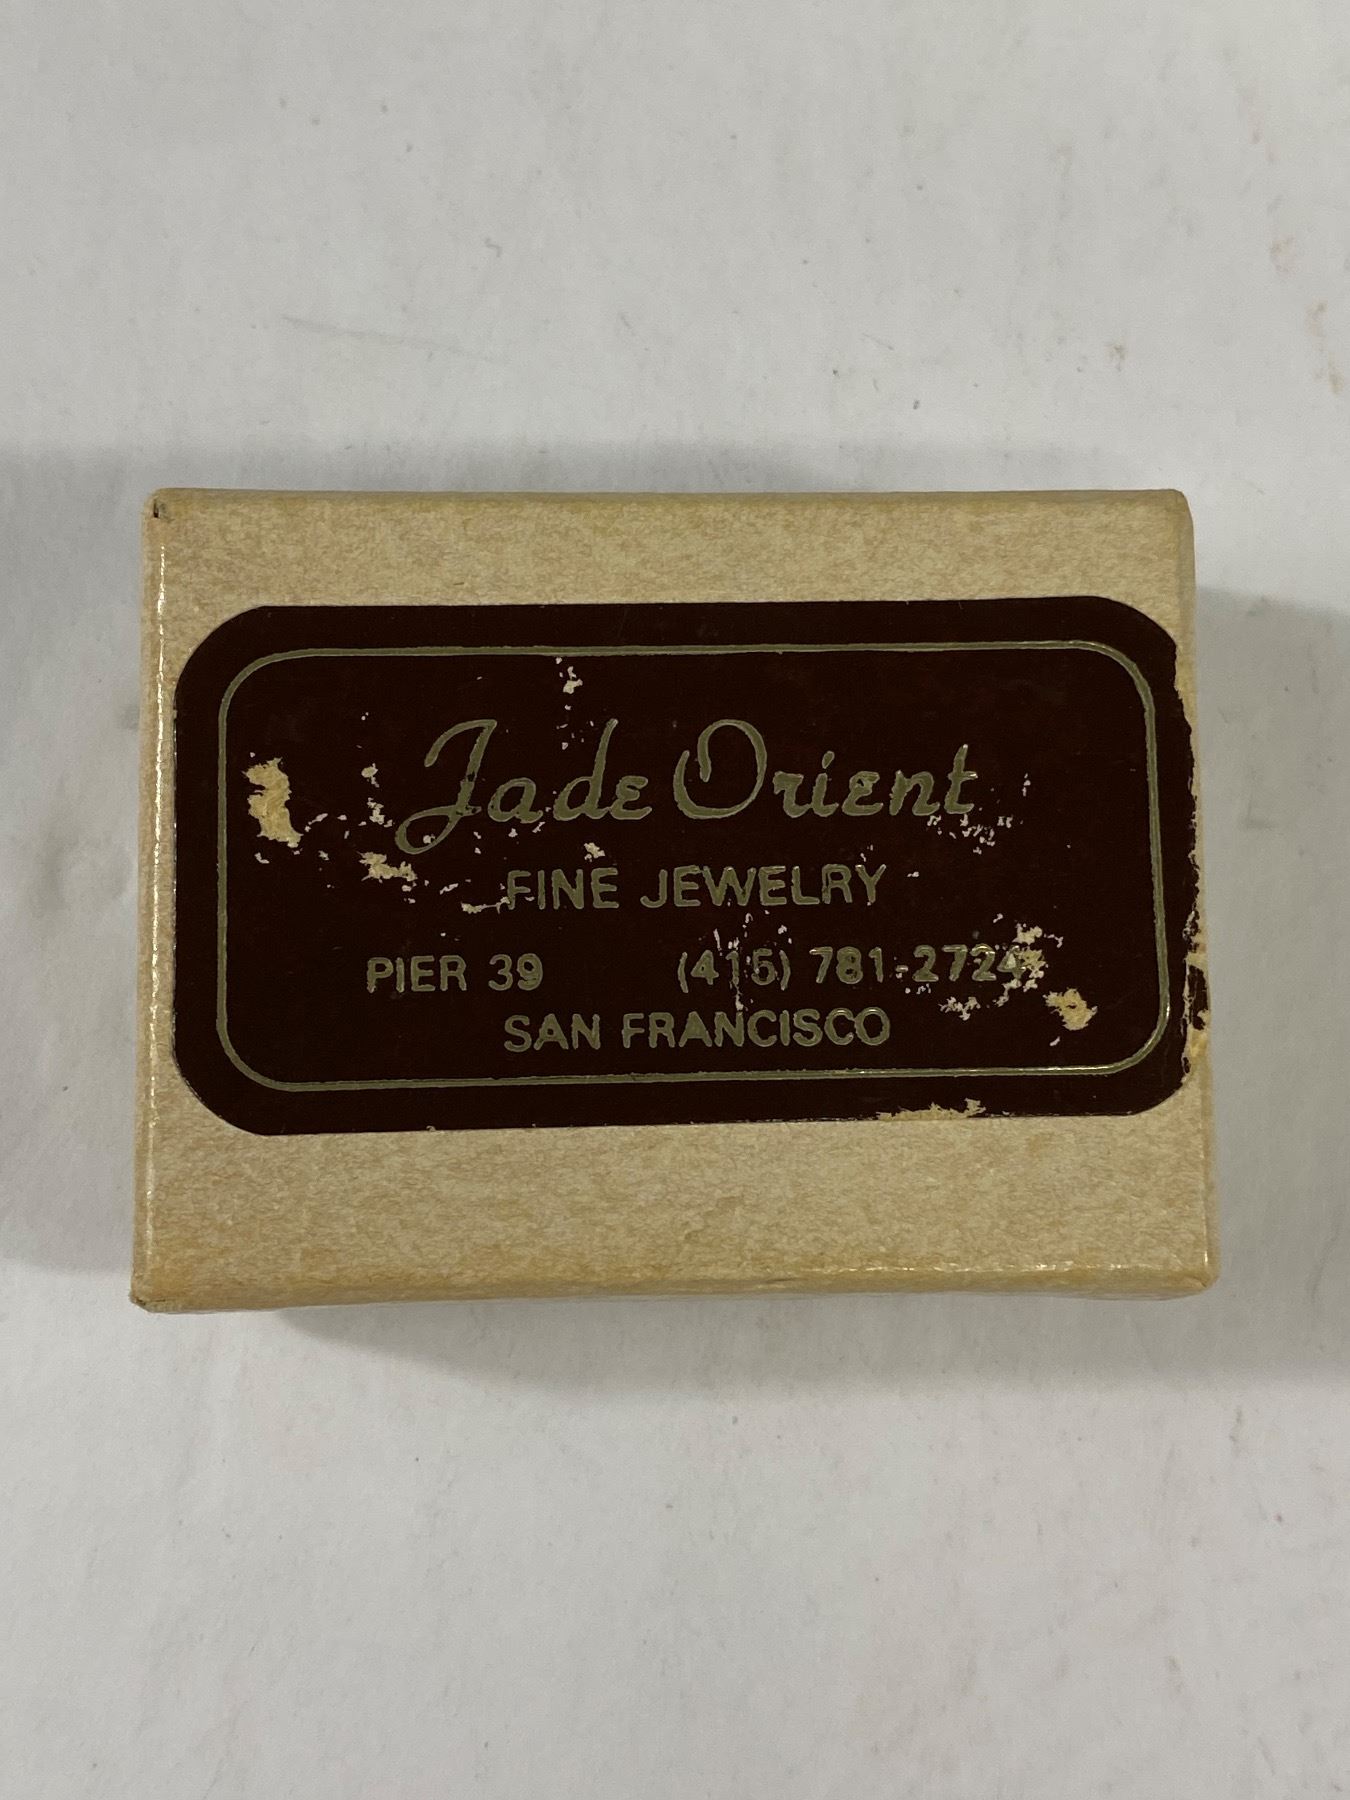 Jade Orient
FINE JEWELRY
PIER 39 (415) 781-2724
SAN FRANCISCO